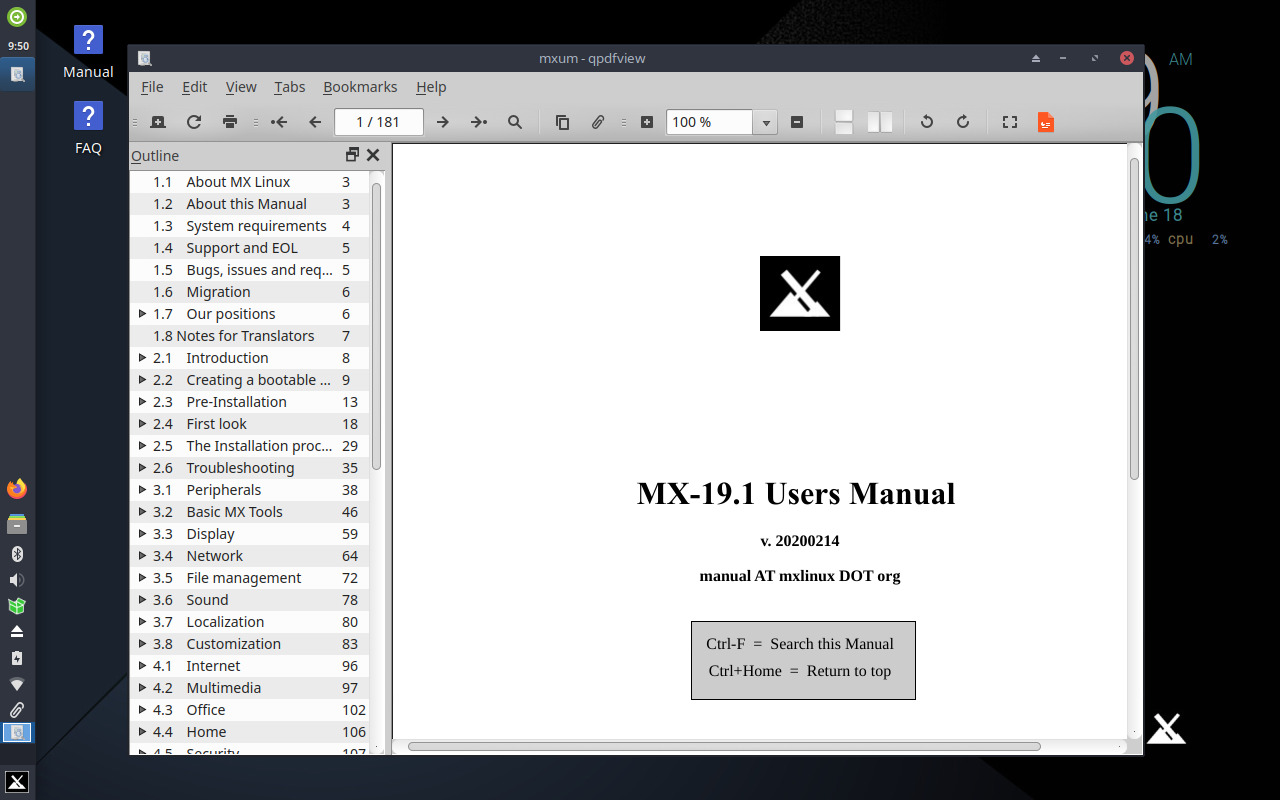 9:50
Manual
FAQ
mxum - qpdfview
File Edit View Tabs Bookmarks Help
1 / 181
100 %
Outline
1.1 About MX Linux 3
1.2 About this Manual 3
1.3 System requirements 4
1.4 Support and EOL 5
1.5 Bugs, issues and req... 5
1.6 Migration 6
1.7 Our positions 6
1.8 Notes for Translators 7
2.1 Introduction 8
2.2 Creating a bootable ... 9
2.3 Pre-Installation 13
2.4 First look 18
2.5 The Installation proc... 29
2.6 Troubleshooting 35
3.1 Peripherals 38
3.2 Basic MX Tools 46
3.3 Display 59
3.4 Network 64
3.5 File management 72
3.6 Sound 78
3.7 Localization 80
3.8 Customization 83
4.1 Internet 96
4.2 Multimedia 97
4.3 Office 102
4.4 Home 106
4.5 Security 107
MX-19.1 Users Manual
v. 20200214
manual AT mxlinux DOT org
Ctrl-F = Search this Manual
Ctrl+Home = Return to top
AM
18
4% cpu 2%